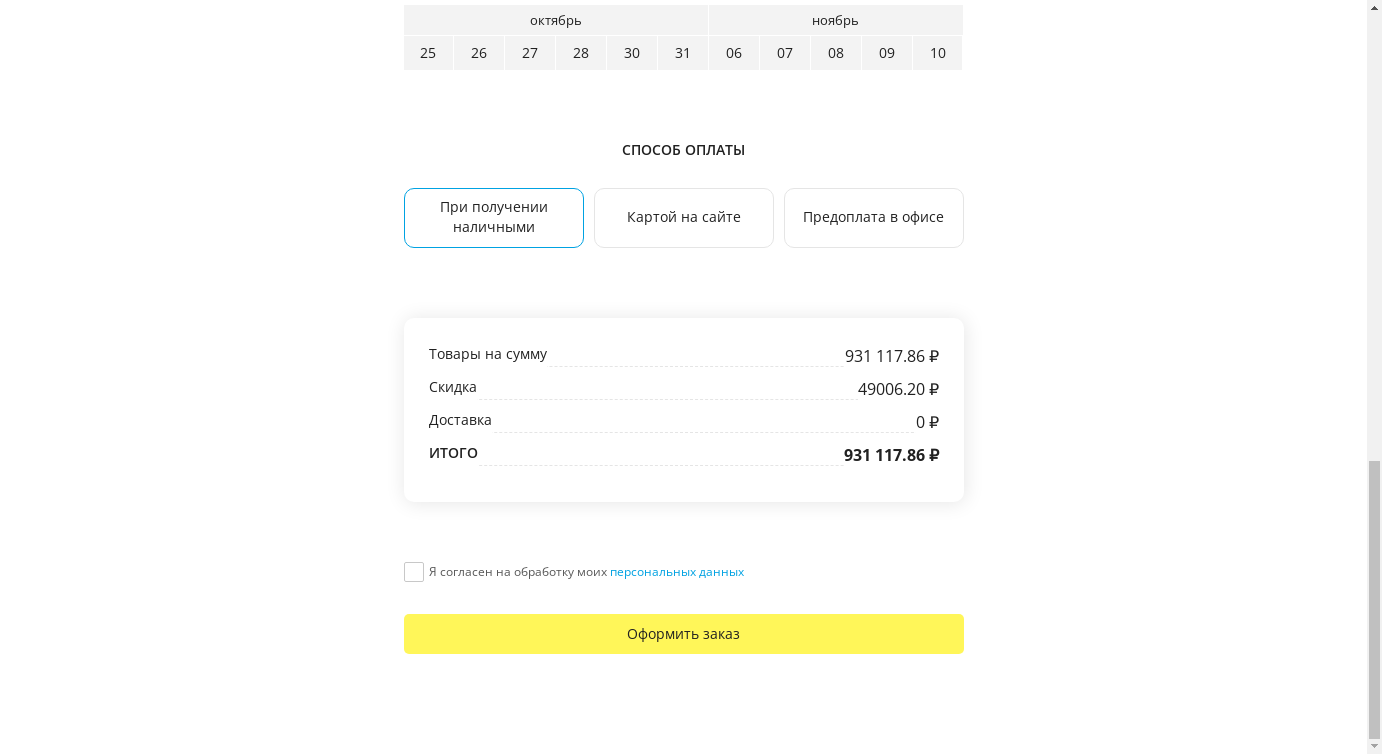 октябрь ноябрь
25 26 27 28 30 31 06 07 08 09 10
СПОСОБ ОПЛАТЫ
При получении
наличными
Картой на сайте
Предоплата в офисе
Товары на сумму 931 117.86 ₽
Скидка 49006.20 ₽
Доставка 0 ₽
ИТОГО 931 117.86 ₽
Я согласен на обработку моих персональных данных
Оформить заказ